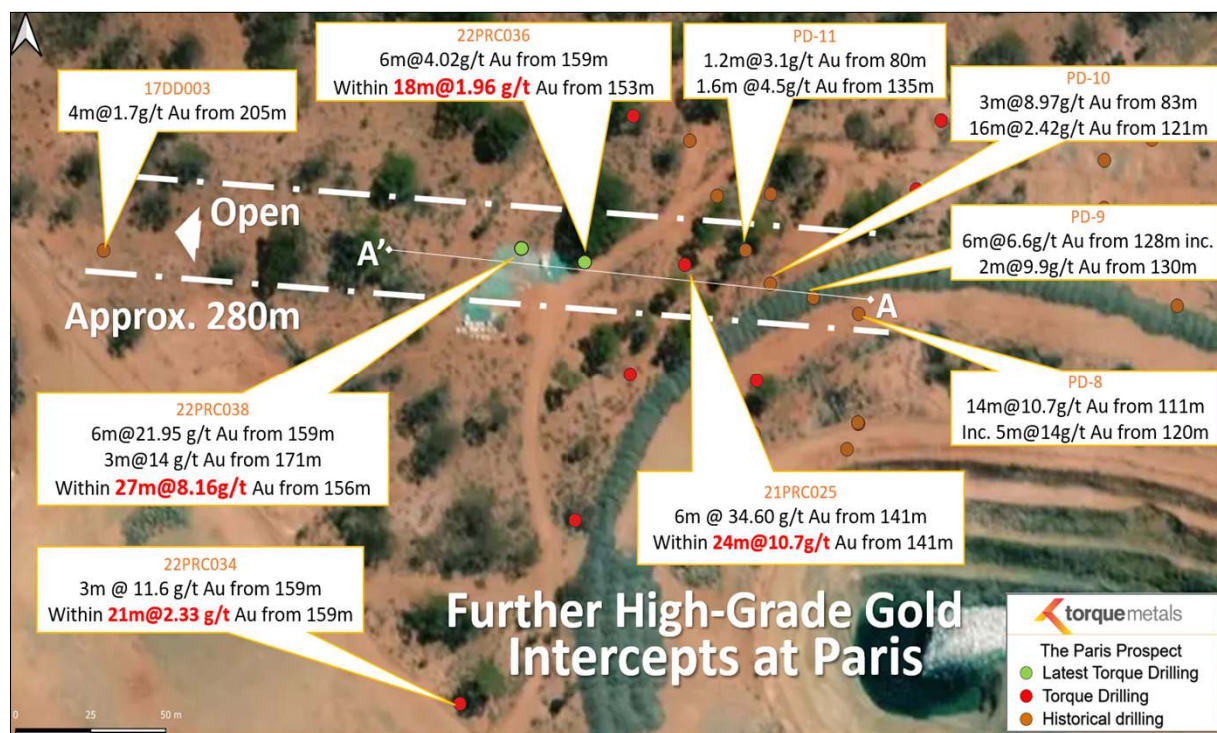 17DD003
4m@1.7g/t Au from 205m
22PRC036
6m@4.02g/t Au from 159m
Within 18m@1.96 g/t Au from 153m
PD-11
1.2m@3.1g/t Au from 80m
1.6m @4.5g/t Au from 135m
PD-10
3m@8.97g/t Au from 83m
16m@2.42g/t Au from 121m
PD-9
6m@6.6g/t Au from 128m inc.
2m@9.9g/t Au from 130m
Open
A'
A
Approx. 280m
PD-8
14m@10.7g/t Au from 111m
Inc. 5m@14g/t Au from 120m
22PRC038
6m@21.95 g/t Au from 159m
3m@14 g/t Au from 171m
Within 27m@8.16g/t Au from 156m
21PRC025
6m @ 34.60 g/t Au from 141m
Within 24m@10.7g/t Au from 141m
22PRC034
3m @ 11.6 g/t Au from 159m
Within 21m@2.33 g/t Au from 159m
Further High-Grade Gold
Intercepts at Paris
torquemetals
The Paris Prospect
Latest Torque Drilling
Torque Drilling
Historical drilling
0 25 50 m